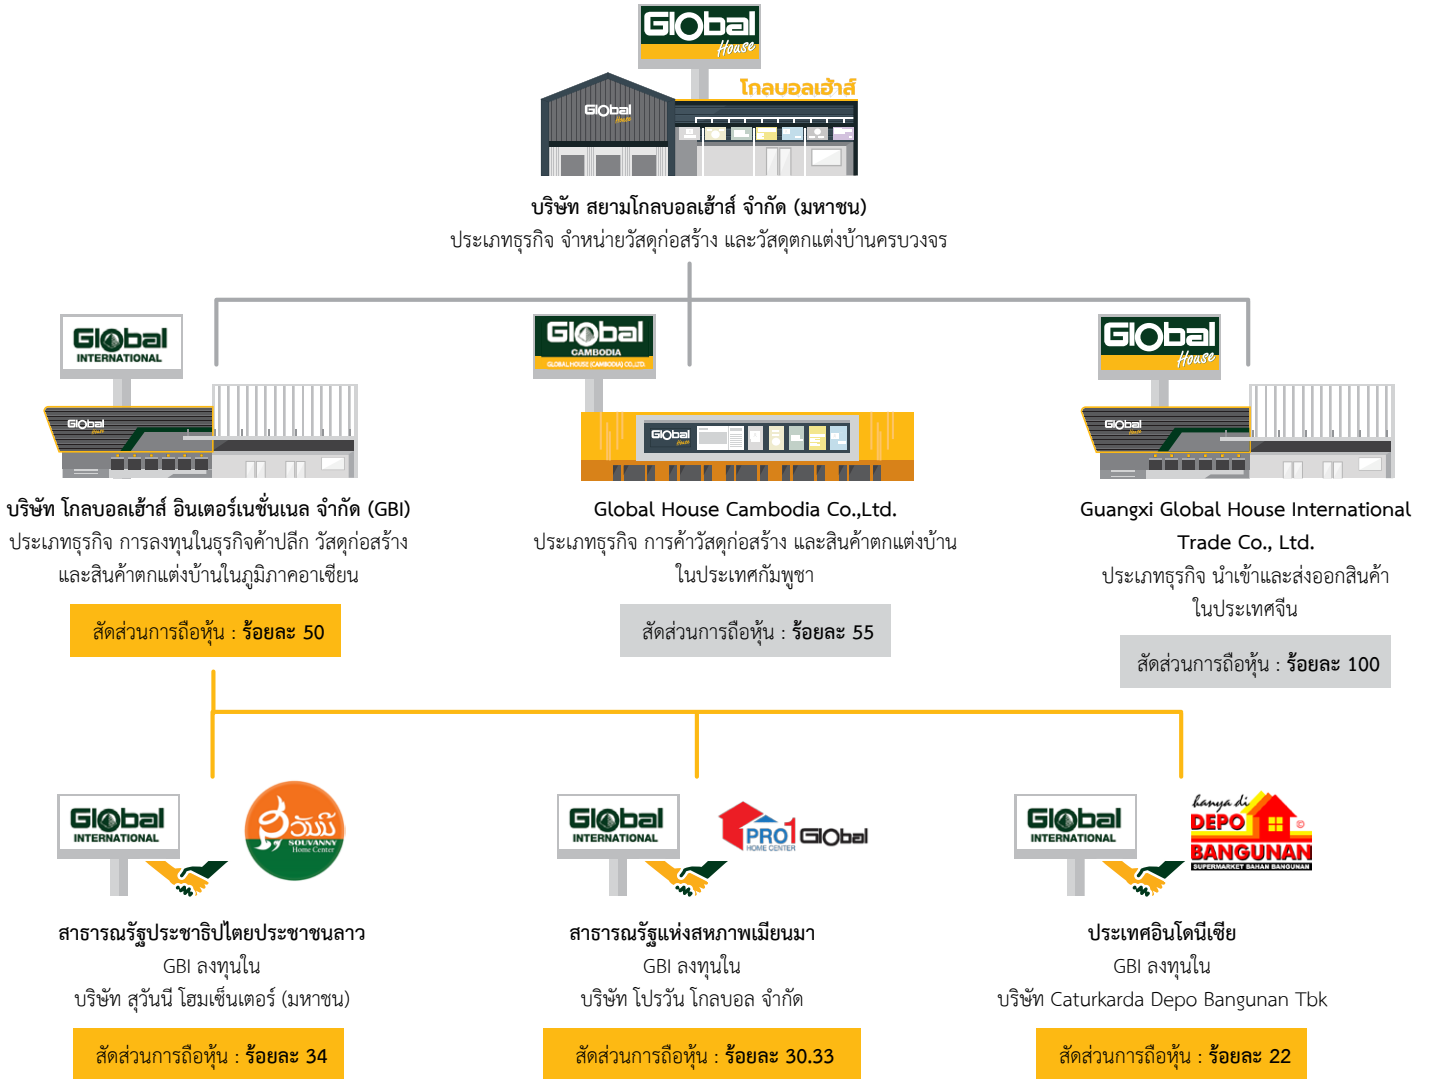 Global
House
โกลบอลเฮ้าส์
Global
House
บริษัท สยามโกลบอลเฮ้าส์ จำกัด (มหาชน)
ประเภทธุรกิจ จำหน่ายวัสดุก่อสร้าง และวัสดุตกแต่งบ้านครบวงจร
Global
INTERNATIONAL
Global
House
บริษัท โกลบอลเฮ้าส์ อินเตอร์เนชั่นเนล จำกัด (GBI)
ประเภทธุรกิจ การลงทุนในธุรกิจค้าปลีก วัสดุก่อสร้าง
และสินค้าตกแต่งบ้านในภูมิภาคอาเซียน
สัดส่วนการถือหุ้น : ร้อยละ 50
Global
CAMBODIA
GLOBAL HOUSE (CAMBODIA) CO.,LTD.
Global
House
Global House Cambodia Co.,Ltd.
ประเภทธุรกิจ การค้าวัสดุก่อสร้าง และสินค้าตกแต่งบ้าน
ในประเทศกัมพูชา
สัดส่วนการถือหุ้น : ร้อยละ 55
Global
House
Global
House
Guangxi Global House International
Trade Co., Ltd.
ประเภทธุรกิจ นำเข้าและส่งออกสินค้า
ในประเทศจีน
สัดส่วนการถือหุ้น : ร้อยละ 100
Global
INTERNATIONAL
SOUVANNY
Home Center
สาธารณรัฐประชาธิปไตยประชาชนลาว
GBI ลงทุนใน
บริษัท สุวันนี โฮมเซ็นเตอร์ (มหาชน)
สัดส่วนการถือหุ้น : ร้อยละ 34
Global
INTERNATIONAL
PRO1 Global
HOME CENTER
สาธารณรัฐแห่งสหภาพเมียนมา
GBI ลงทุนใน
บริษัท โปรวัน โกลบอล จำกัด
สัดส่วนการถือหุ้น : ร้อยละ 30.33
Global
INTERNATIONAL
hanya di
DEPO
BANGUNAN
SUPERMARKET BAHAN BANGUNAN
ประเทศอินโดนีเซีย
GBI ลงทุนใน
บริษัท Caturkarda Depo Bangunan Tbk
สัดส่วนการถือหุ้น : ร้อยละ 22